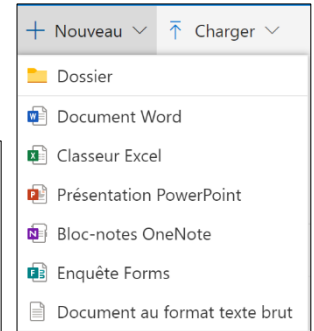 + Nouveau Charger
Dossier
Document Word
Classeur Excel
Présentation PowerPoint
Bloc-notes OneNote
Enquête Forms
Document au format texte brut